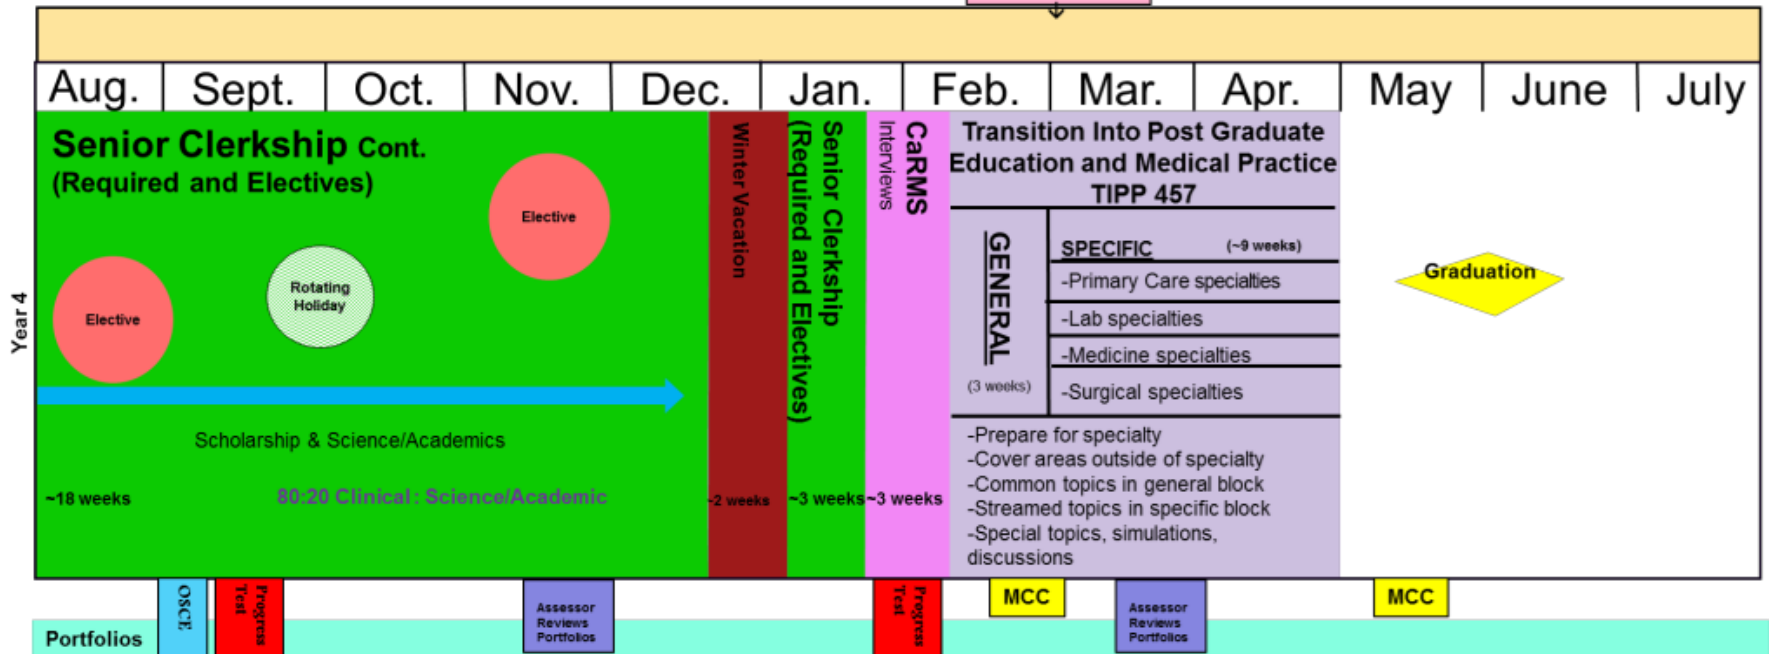 Aug.
Sept.
Oct.
Nov.
Dec.
Jan.
Feb.
Mar.
Apr.
May
June
July
Year 4
Senior Clerkship Cont.
(Required and Electives)
Elective
Rotating
Holiday
Elective
Scholarship & Science/Academics
~18 weeks
80:20 Clinical: Science/Academic
Winter Vacation
~2 weeks
Senior Clerkship
(Required and Electives)
~3 weeks
CaRMS
Interviews
~3 weeks
Transition Into Post Graduate
Education and Medical Practice
TIPP 457
GENERAL
(3 weeks)
SPECIFIC (~9 weeks)
-Primary Care specialties
-Lab specialties
-Medicine specialties
-Surgical specialties
-Prepare for specialty
-Cover areas outside of specialty
-Common topics in general block
-Streamed topics in specific block
-Special topics, simulations,
discussions
Graduation
OSCE
Progress
Test
Assessor
Reviews
Portfolios
Progress
Test
MCC
Assessor
Reviews
Portfolios
MCC
Portfolios